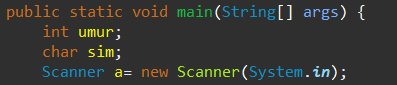 public static void main(String[] args) {
int umur;
char sim;
Scanner a= new Scanner(System.in);